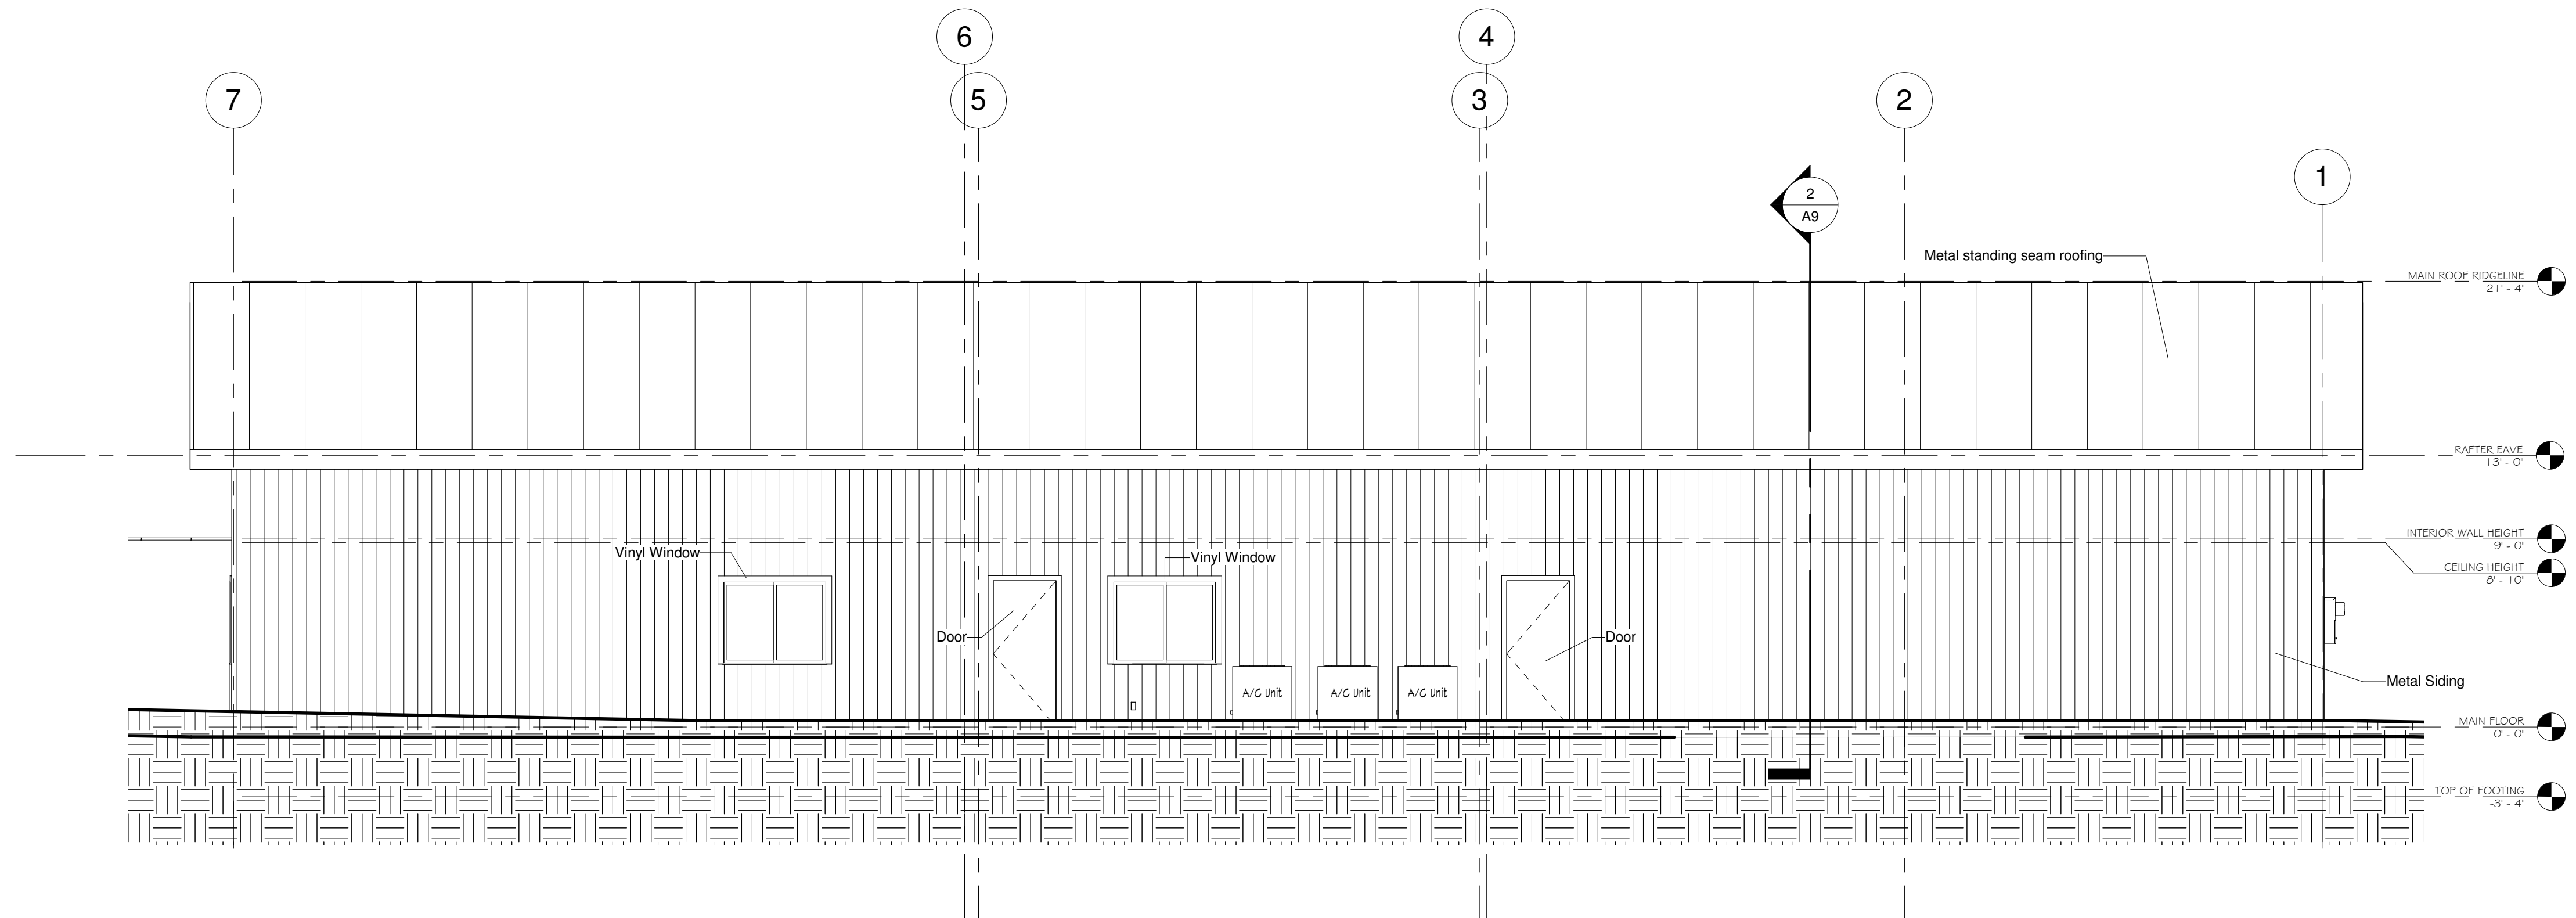 6
4
7
5
3
2
1
2
A9
Metal standing seam roofing
MAIN ROOF RIDGELINE
21' - 4"
RAFTER EAVE
13' - 0"
INTERIOR WALL HEIGHT
9' - 0"
Vinyl Window
Vinyl Window
CEILING HEIGHT
8' - 10"
Door
Door
Metal Siding
A/C Unit
A/C Unit
A/C Unit
MAIN FLOOR
0' - 0"
TOP OF FOOTING
-3' - 4"